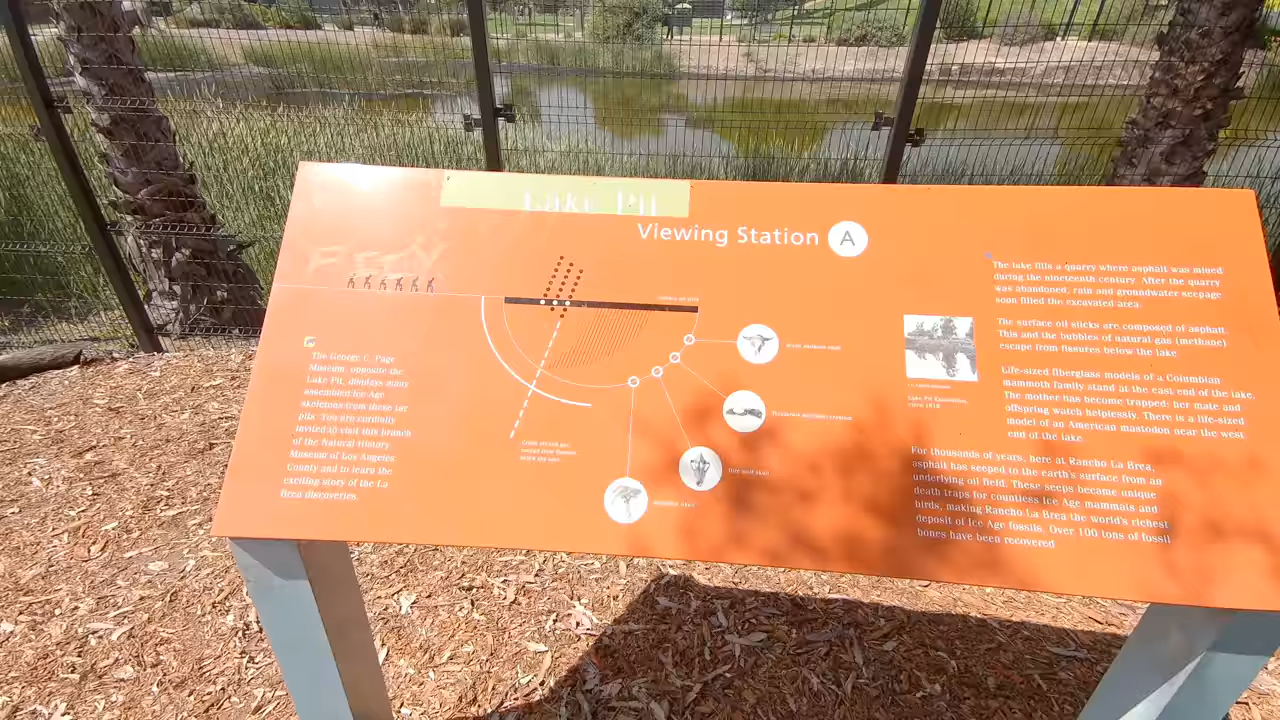 Lake Pit
Viewing Station A
The George C. Page
Museum, opposite the
Lake Pit, displays many
assembled Ice Age
skeletons from these tar
pits. You are cordially
invited to visit this branch
of the Natural History
Museum of Los Angeles
County and to learn the
exciting story of the La
Brea discoveries.
The lake fills a quarry where asphalt was mined
during the nineteenth century. After the quarry
was abandoned, rain and groundwater seepage
soon filled the excavated area.
The surface oil slicks are composed of asphalt.
This and the bubbles of natural gas (methane)
escape from fissures below the lake
Life-sized fiberglass models of a Columbian
mammoth family stand at the east end of the lake.
The mother has become trapped; her mate and
offspring watch helplessly. There is a life-sized
model of an American mastodon near the west
end of the lake
For thousands of years, here at Rancho La Brea,
asphalt has seeped to the earth's surface from an
underlying oil field. These seeps became unique
death traps for countless Ice Age mammals and
birds, making Rancho La Brea the world's richest
deposit of Ice Age fossils. Over 100 tons of fossil
bones have been recovered